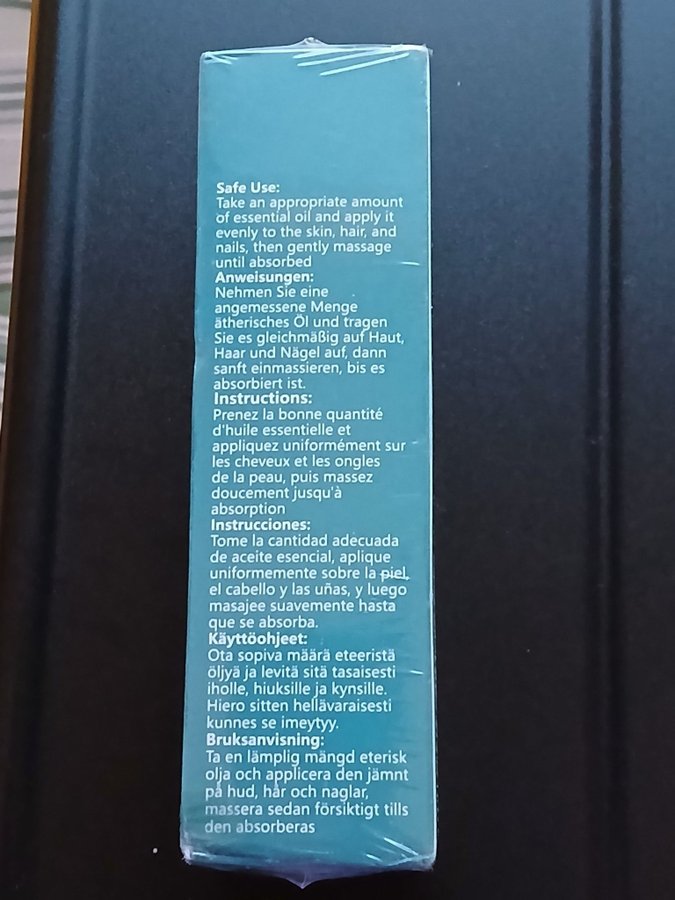 Safe Use:
Take an appropriate amount
of essential oil and apply it
evenly to the skin, hair, and
nails, then gently massage
until absorbed
Anweisungen:
Nehmen Sie eine
angemessene Menge
ätherisches Öl und tragen
Sie es gleichmäßig auf Haut,
Haar und Nägel auf, dann
sanft einmassieren, bis es
absorbiert ist.
Instructions:
Prenez la bonne quantité
d'huile essentielle et
appliquez uniformément sur
les cheveux et les ongles
de la peau, puis massez
doucement jusqu'à
absorption
Instrucciones:
Tome la cantidad adecuada
de aceite esencial, aplique
uniformemente sobre la piel,
el cabello y las uñas, y luego
masajee suavemente hasta
que se absorba.
Käyttöohjeet:
Ota sopiva määrä eteeristä
öljyä ja levitä sitä tasaisesti
iholle, hiuksille ja kynsille.
Hiero sitten hellävaraisesti
kunnes se imeytyy.
Bruksanvisning:
Ta en lämplig mängd eterisk
olja och applicera den jämnt
på hud, hår och naglar,
massera sedan försiktigt tills
den absorberas